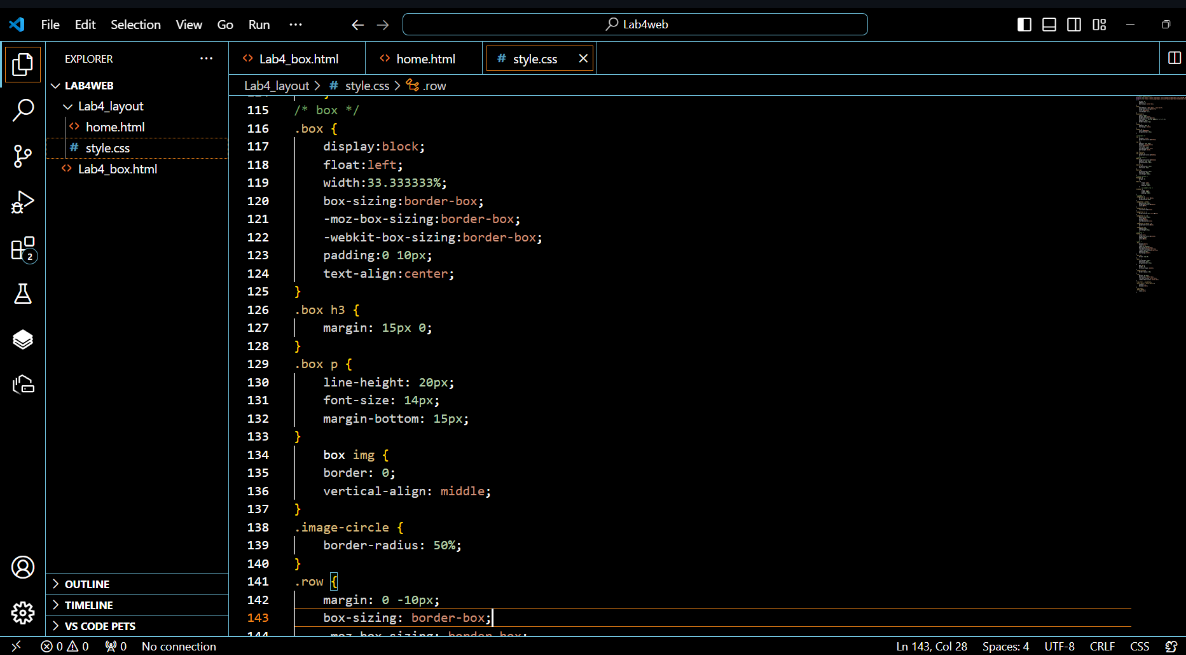 File Edit Selection View Go Run ··· Lab4web
EXPLORER ···
LAB4WEB
Lab4_layout
home.html
style.css
Lab4_box.html
2
OUTLINE
TIMELINE
VS CODE PETS
Lab4_box.html home.html style.css
Lab4_layout > # style.css > .row
115 /* box */
116 .box {
117 display:block;
118 float:left;
119 width:33.333333%;
120 box-sizing:border-box;
121 -moz-box-sizing:border-box;
122 -webkit-box-sizing:border-box;
123 padding:0 10px;
124 text-align:center;
125 }
126 .box h3 {
127 margin: 15px 0;
128 }
129 .box p {
130 line-height: 20px;
131 font-size: 14px;
132 margin-bottom: 15px;
133 }
134 box img {
135 border: 0;
136 vertical-align: middle;
137 }
138 .image-circle {
139 border-radius: 50%;
140 }
141 .row {
142 margin: 0 -10px;
143 box-sizing: border-box;
144 -moz-box-sizing: border-box;
0 0 0 No connection Ln 143, Col 28 Spaces: 4 UTF-8 CRLF CSS